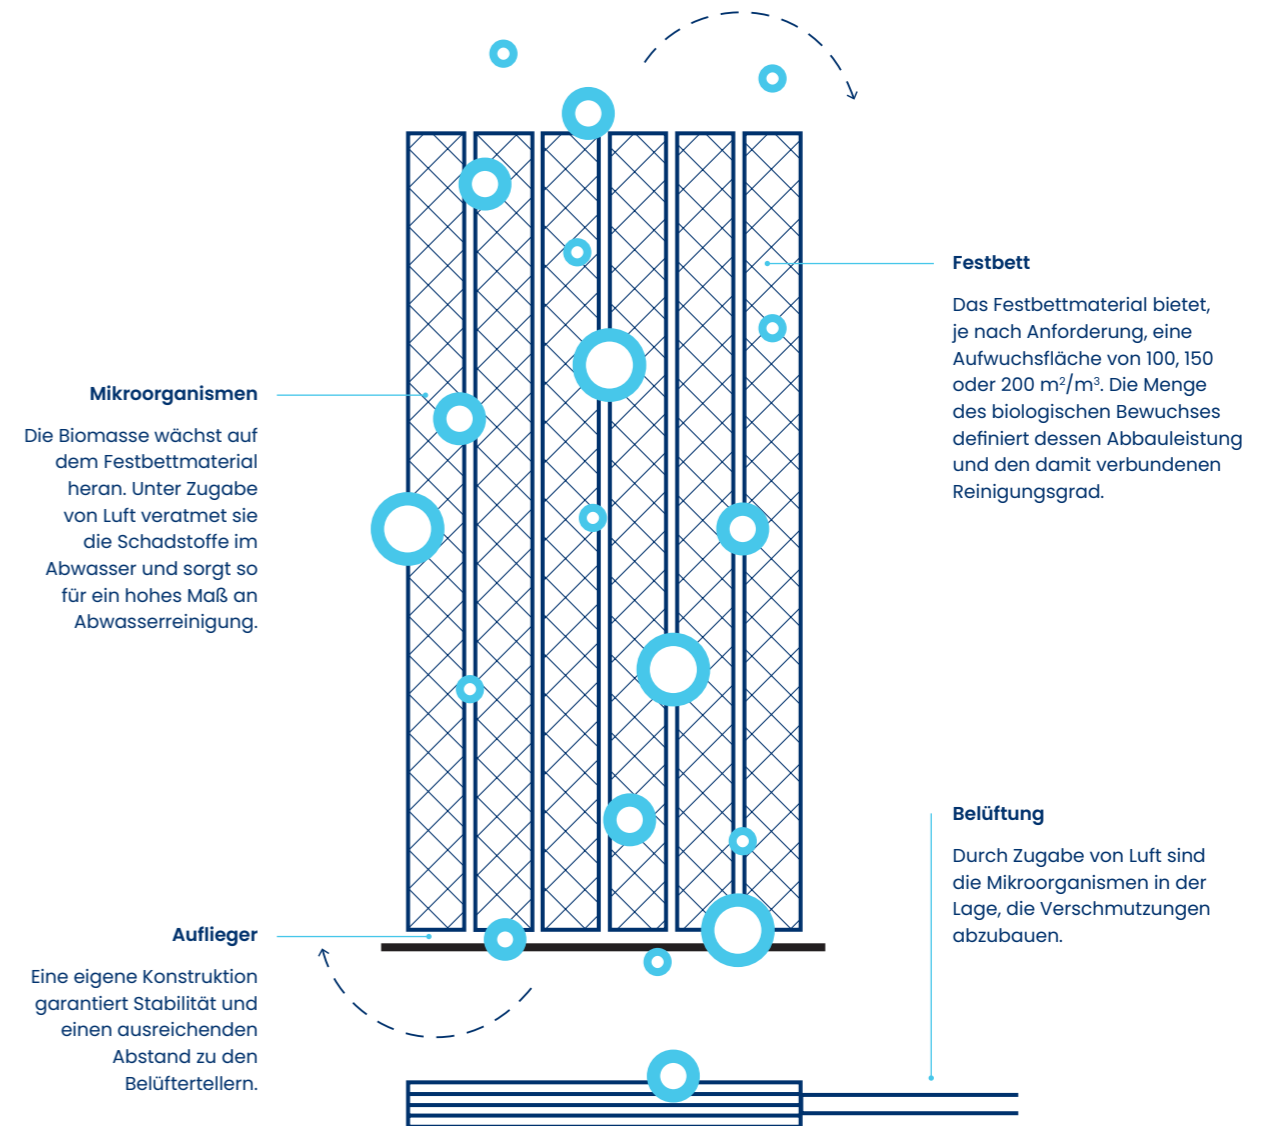 Festbett
Das Festbettmaterial bietet,
je nach Anforderung, eine
Aufwuchsfläche von 100, 150
oder 200 m²/m³. Die Menge
des biologischen Bewuchses
definiert dessen Abbauleistung
und den damit verbundenen
Reinigungsgrad.
Mikroorganismen
Die Biomasse wächst auf
dem Festbettmaterial
heran. Unter Zugabe
von Luft veratmet sie
die Schadstoffe im
Abwasser und sorgt so
für ein hohes Maß an
Abwasserreinigung.
Belüftung
Durch Zugabe von Luft sind
die Mikroorganismen in der
Lage, die Verschmutzungen
abzubauen.
Auflieger
Eine eigene Konstruktion
garantiert Stabilität und
einen ausreichenden
Abstand zu den
Belüftertellern.